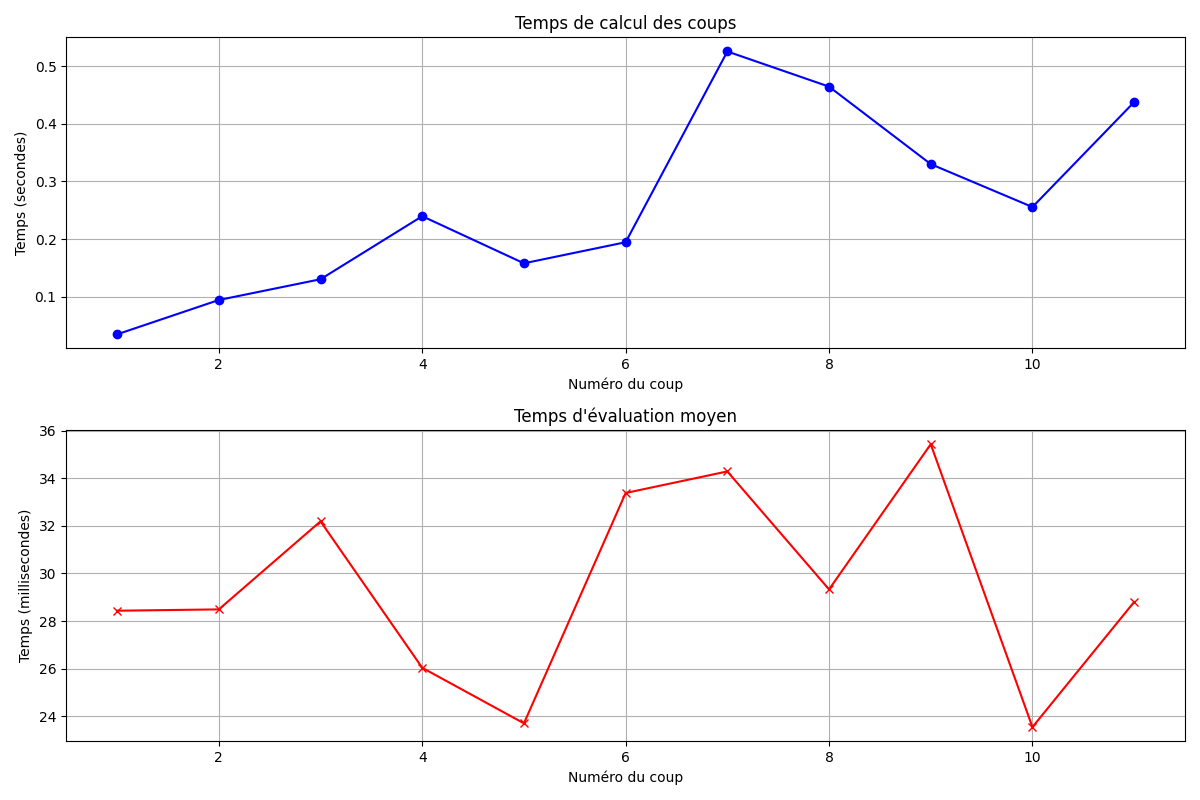 Temps de calcul des coups
0.5
0.4
0.3
0.2
0.1
Temps (secondes)
2 4 6 8 10
Numéro du coup
Temps d'évaluation moyen
36
34
32
30
28
26
24
Temps (millisecondes)
2 4 6 8 10
Numéro du coup